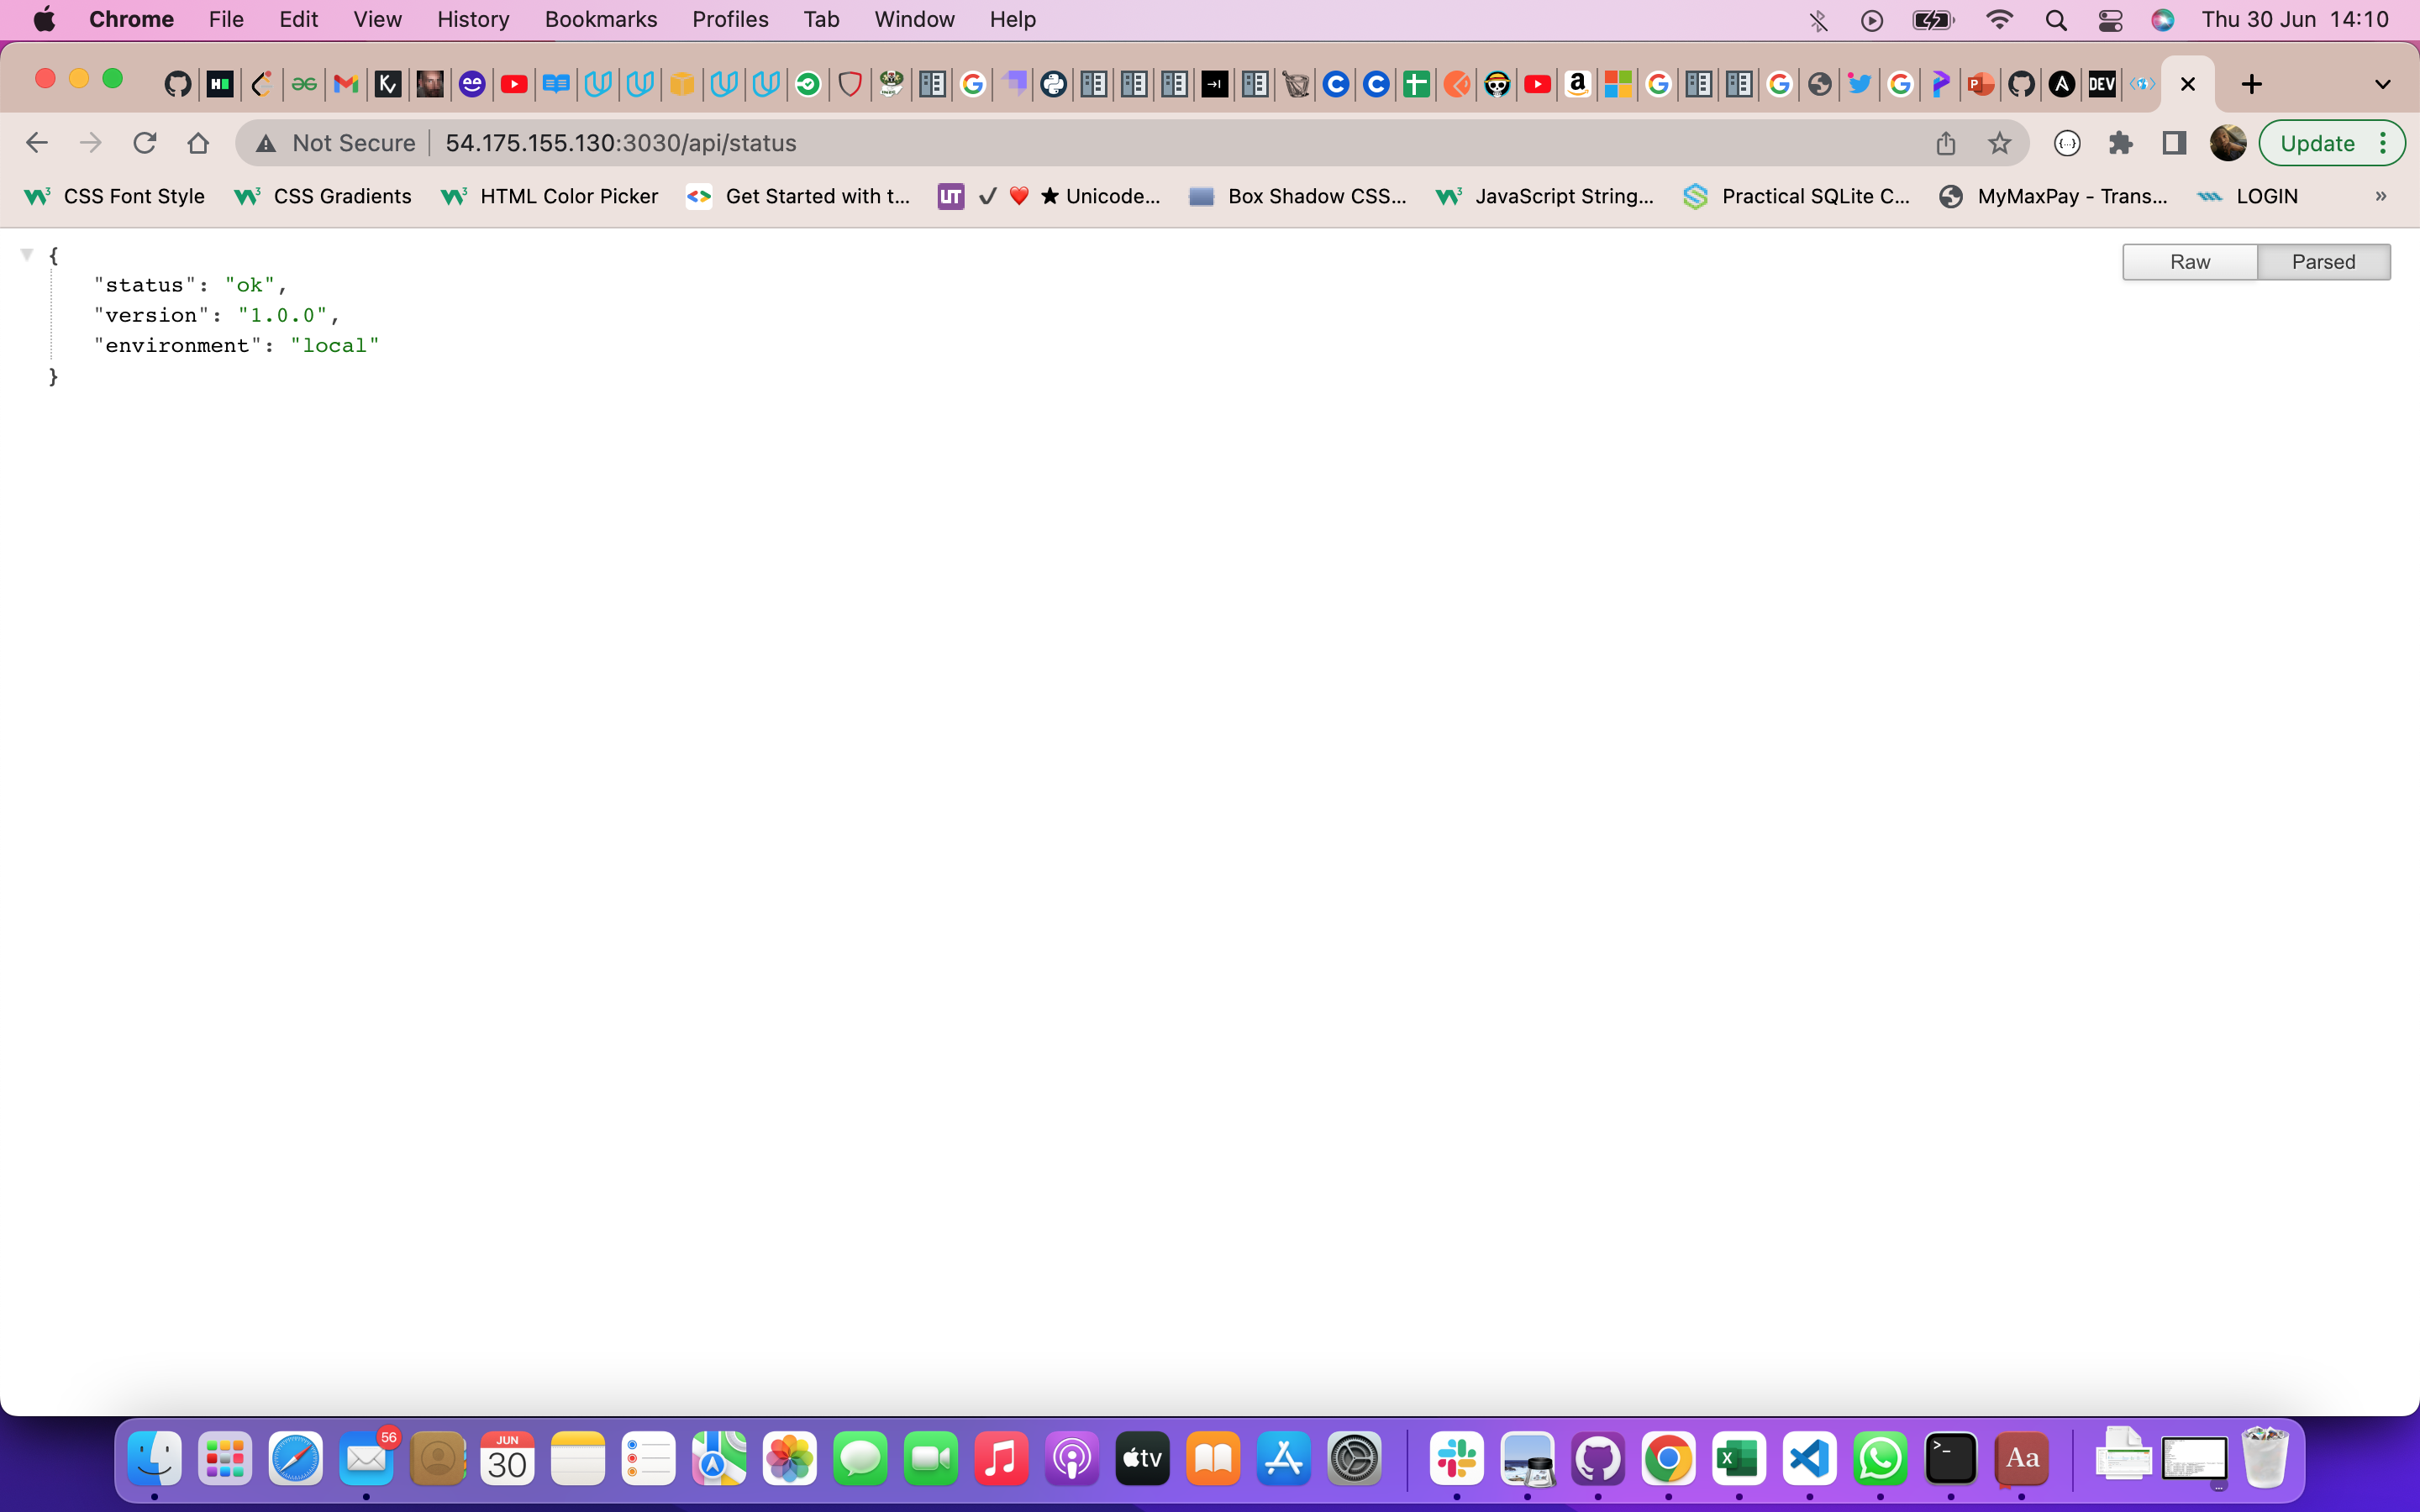 Chrome File Edit View History Bookmarks Profiles Tab Window Help Thu 30 Jun 14:10
Not Secure 54.175.155.130:3030/api/status Update
CSS Font Style CSS Gradients HTML Color Picker Get Started with t... UT ✓ ❤️ ★ Unicode... Box Shadow CSS... JavaScript String... Practical SQLite C... MyMaxPay - Trans... LOGIN »
Raw Parsed
{
"status": "ok",
"version": "1.0.0",
"environment": "local"
}
56
JUN
30
tv
Aa